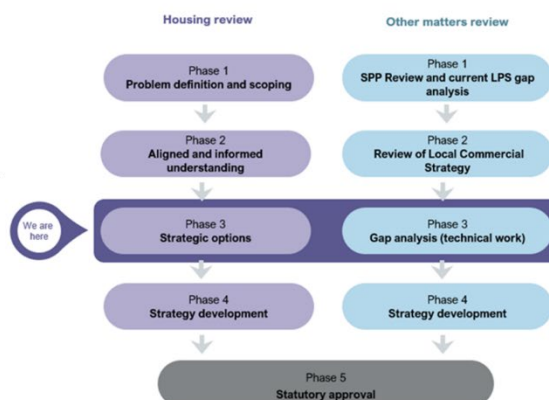 Housing review
Other matters review
Phase 1
Problem definition and scoping
Phase 1
SPP Review and current LPS gap
analysis
Phase 2
Aligned and informed
understanding
Phase 2
Review of Local Commercial
Strategy
We are
here
Phase 3
Strategic options
Phase 3
Gap analysis (technical work)
Phase 4
Strategy development
Phase 4
Strategy development
Phase 5
Statutory approval